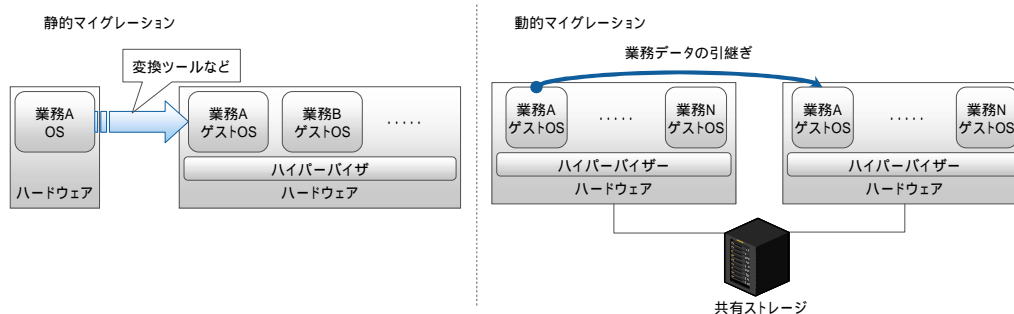 静的マイグレーション
変換ツールなど
業務A
OS
ハードウェア
業務A
ゲストOS
業務B
ゲストOS
.....
ハイパーバイザ
ハードウェア
動的マイグレーション
業務データの引継ぎ
業務A
ゲストOS
.....
業務N
ゲストOS
ハイパーバイザー
ハードウェア
業務A
ゲストOS
.....
業務N
ゲストOS
ハイパーバイザー
ハードウェア
共有ストレージ